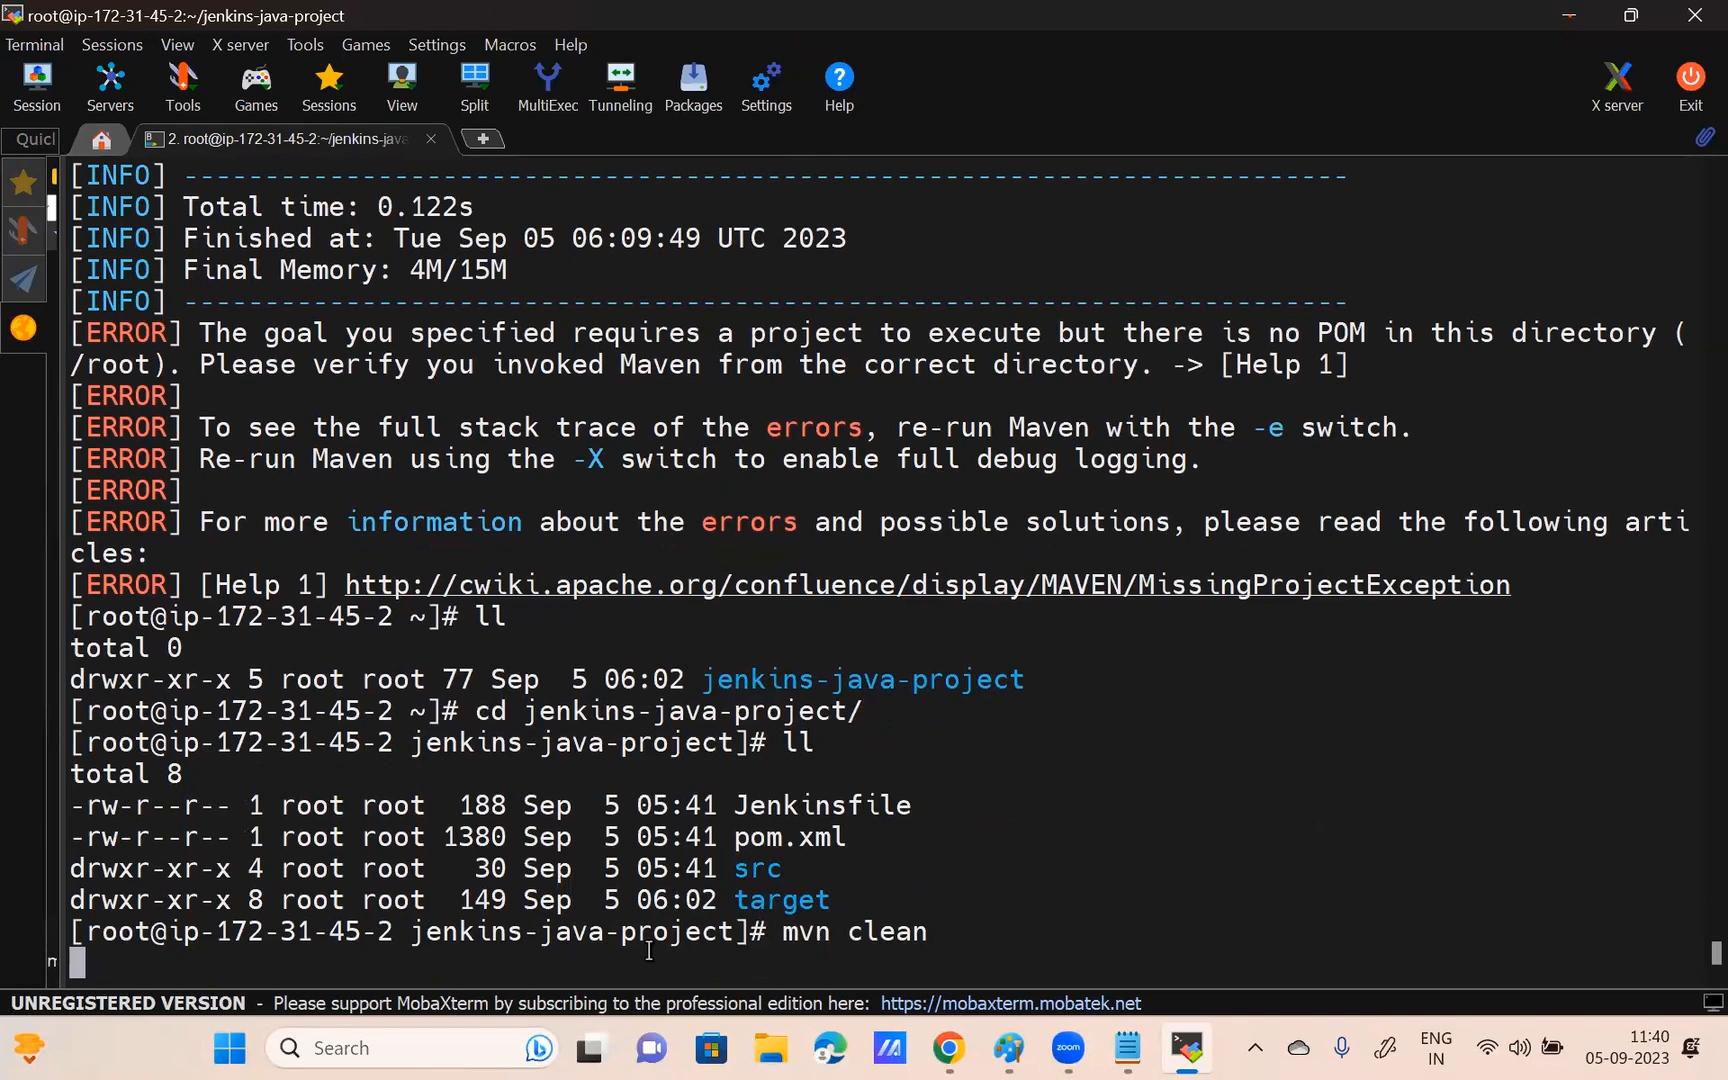 root@ip-172-31-45-2:~/jenkins-java-project
Terminal Sessions View X server Tools Games Settings Macros Help
Session Servers Tools Games Sessions View Split MultiExec Tunneling Packages Settings Help X server Exit
Quicl 2. root@ip-172-31-45-2:~/jenkins-java
[INFO] ------------------------------------------------------------------------
[INFO] Total time: 0.122s
[INFO] Finished at: Tue Sep 05 06:09:49 UTC 2023
[INFO] Final Memory: 4M/15M
[INFO] ------------------------------------------------------------------------
[ERROR] The goal you specified requires a project to execute but there is no POM in this directory (
/root). Please verify you invoked Maven from the correct directory. -> [Help 1]
[ERROR]
[ERROR] To see the full stack trace of the errors, re-run Maven with the -e switch.
[ERROR] Re-run Maven using the -X switch to enable full debug logging.
[ERROR]
[ERROR] For more information about the errors and possible solutions, please read the following arti
cles:
[ERROR] [Help 1] http://cwiki.apache.org/confluence/display/MAVEN/MissingProjectException
[root@ip-172-31-45-2 ~]# ll
total 0
drwxr-xr-x 5 root root 77 Sep  5 06:02 jenkins-java-project
[root@ip-172-31-45-2 ~]# cd jenkins-java-project/
[root@ip-172-31-45-2 jenkins-java-project]# ll
total 8
-rw-r--r-- 1 root root  188 Sep  5 05:41 Jenkinsfile
-rw-r--r-- 1 root root 1380 Sep  5 05:41 pom.xml
drwxr-xr-x 4 root root   30 Sep  5 05:41 src
drwxr-xr-x 8 root root  149 Sep  5 06:02 target
[root@ip-172-31-45-2 jenkins-java-project]# mvn clean
UNREGISTERED VERSION - Please support MobaXterm by subscribing to the professional edition here: https://mobaxterm.mobatek.net
Search zoom ENG 11:40
IN 05-09-2023